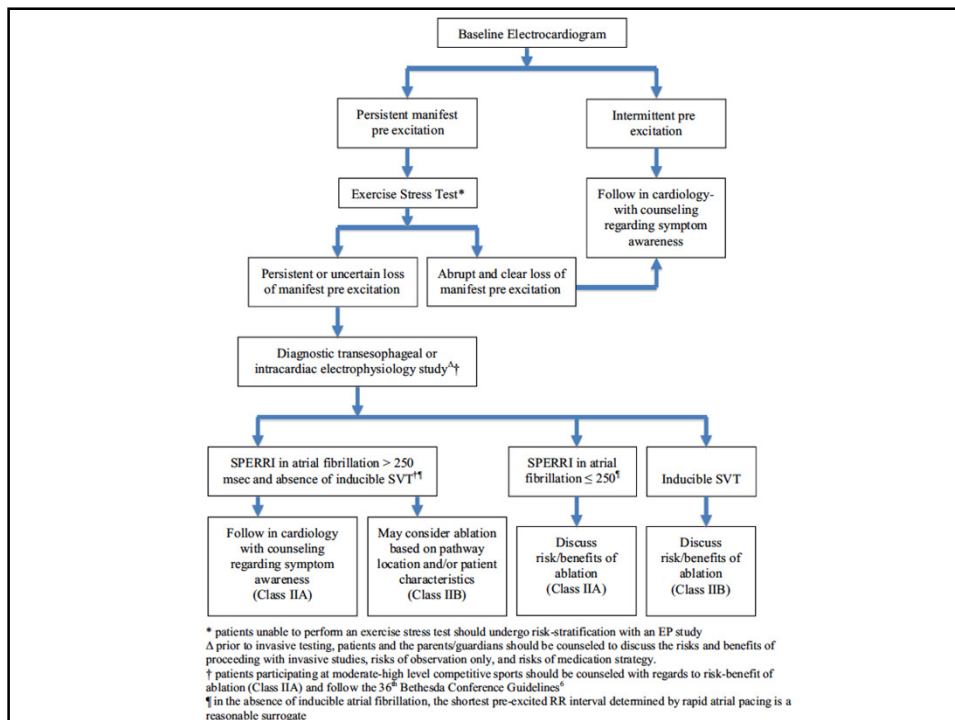 Baseline Electrocardiogram
Persistent manifest
pre excitation
Intermittent pre
excitation
Exercise Stress Test*
Follow in cardiology-
with counseling
regarding symptom
awareness
Persistent or uncertain loss
of manifest pre excitation
Abrupt and clear loss of
manifest pre excitation
Diagnostic transesophageal or
intracardiac electrophysiology studyᐞ†
SPERRI in atrial fibrillation > 250
msec and absence of inducible SVT†¶
SPERRI in atrial
fibrillation ≤ 250¶
Inducible SVT
Follow in cardiology
with counseling
regarding symptom
awareness
(Class IIA)
May consider ablation
based on pathway
location and/or patient
characteristics
(Class IIB)
Discuss
risk/benefits of
ablation
(Class IIA)
Discuss
risk/benefits of
ablation
(Class IIB)
* patients unable to perform an exercise stress test should undergo risk-stratification with an EP study
Δ prior to invasive testing, patients and the parents/guardians should be counseled to discuss the risks and benefits of
proceeding with invasive studies, risks of observation only, and risks of medication strategy.
† patients participating at moderate-high level competitive sports should be counseled with regards to risk-benefit of
ablation (Class IIA) and follow the 36th Bethesda Conference Guidelines6
¶ in the absence of inducible atrial fibrillation, the shortest pre-excited RR interval determined by rapid atrial pacing is a
reasonable surrogate